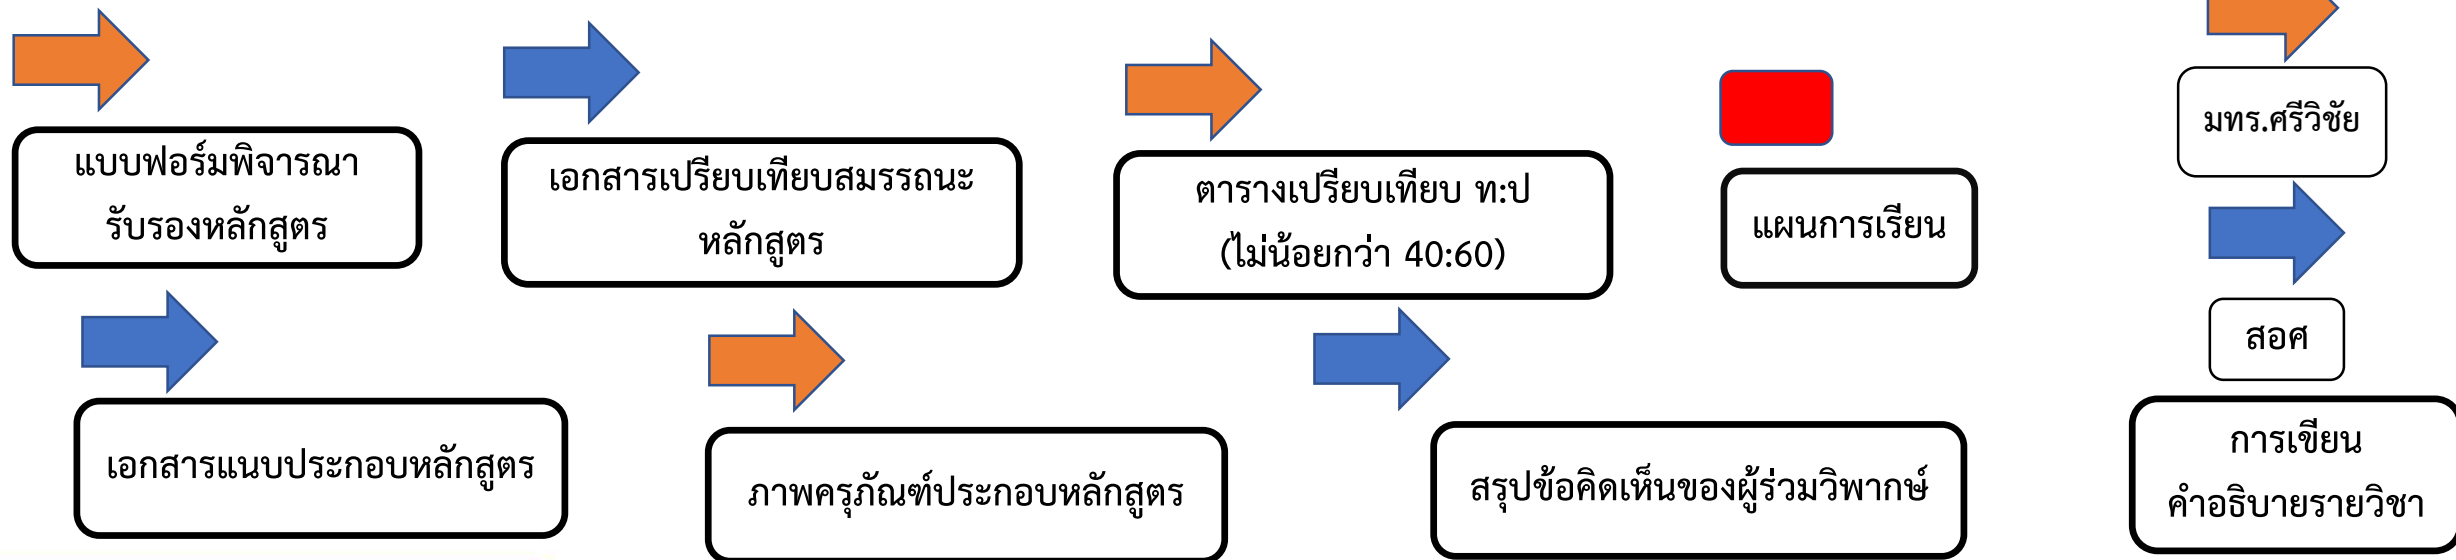 แบบฟอร์มพิจารณา
รับรองหลักสูตร
เอกสารเปรียบเทียบสมรรถนะ
หลักสูตร
ตารางเปรียบเทียบ ท:ป
(ไม่น้อยกว่า 40:60)
แผนการเรียน
มทร.ศรีวิชัย
สอศ
เอกสารแนบประกอบหลักสูตร
ภาพครุภัณฑ์ประกอบหลักสูตร
สรุปข้อคิดเห็นของผู้ร่วมวิพากษ์
การเขียน
คำอธิบายรายวิชา